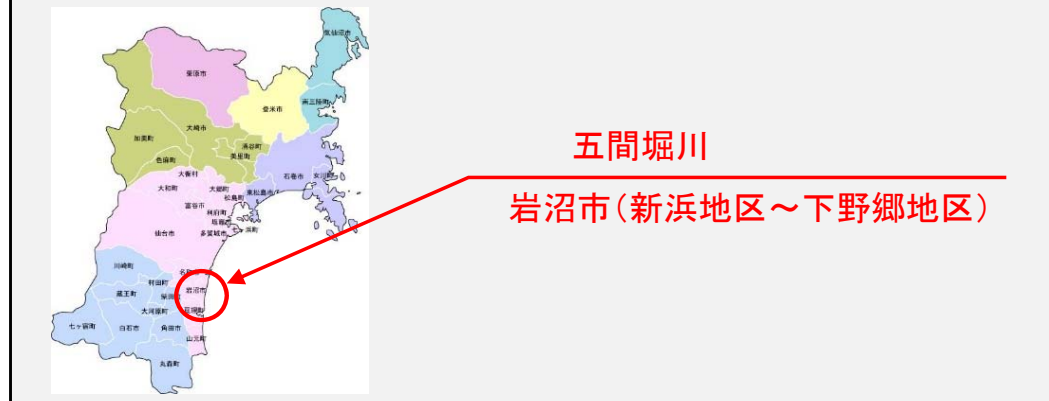 気仙沼市
栗原市
登米市
南三陸町
大崎市
加美町
涌谷町
美里町
色麻町
石巻市
女川町
大衡村
大和町
大郷町
東松島市
松島町
富谷市
利府町
塩竈市
七ヶ浜町
仙台市
多賀城市
川崎町
村田町
岩沼市
蔵王町
柴田町
大河原町
亘理町
七ヶ宿町
白石市
角田市
山元町
丸森町
五間堀川
岩沼市(新浜地区~下野郷地区)